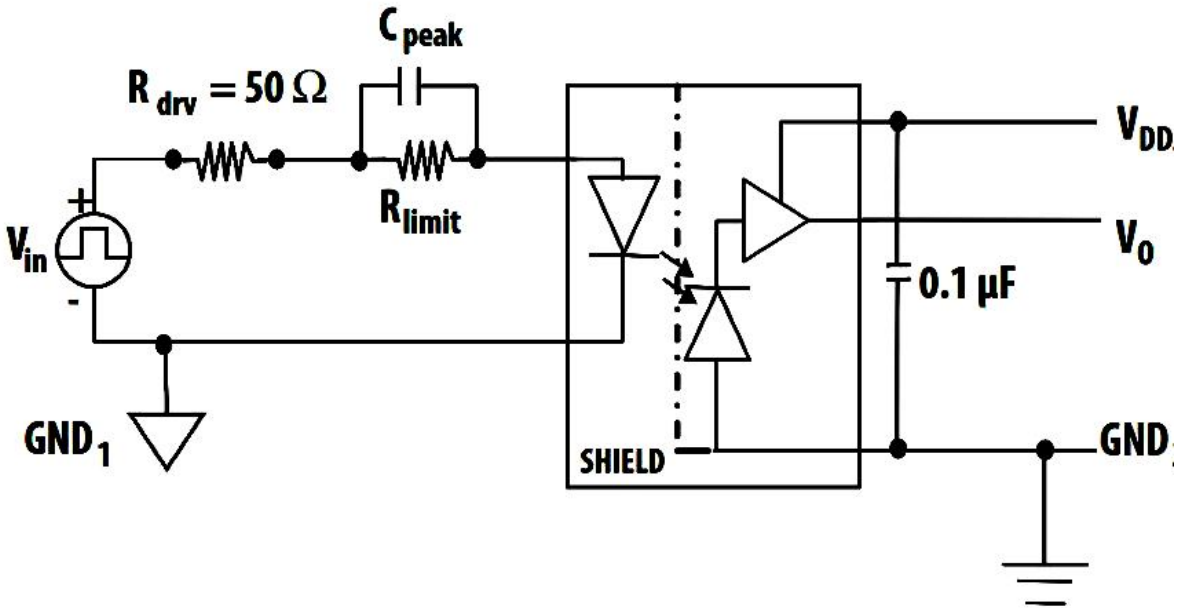 C peak
R drv = 50 Ω
R limit
+
V in
-
GND 1
SHIELD
V DD
V O
0.1 µF
GND